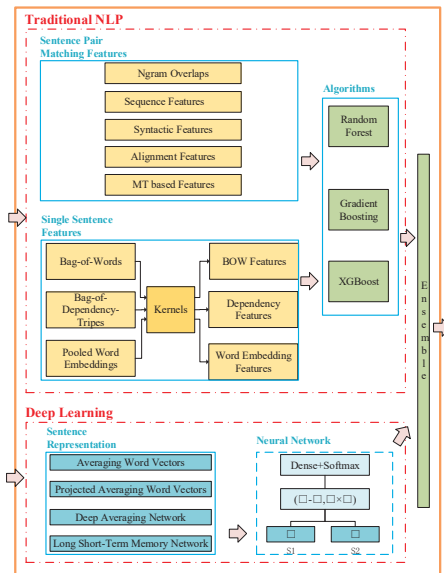 Traditional NLP
Sentence Pair
Matching Features
Ngram Overlaps
Sequence Features
Syntactic Features
Alignment Features
MT based Features
Single Sentence
Features
Bag-of-Words
Bag-of-
Dependency-
Tripes
Pooled Word
Embeddings
Kernels
BOW Features
Dependency
Features
Word Embedding
Features
Algorithms
Random
Forest
Gradient
Boosting
XGBoost
Ensemble
Deep Learning
Sentence
Representation
Averaging Word Vectors
Projected Averaging Word Vectors
Deep Averaging Network
Long Short-Term Memory Network
Neural Network
Dense+Softmax
(□-□,□×□)
□
□
S1
S2